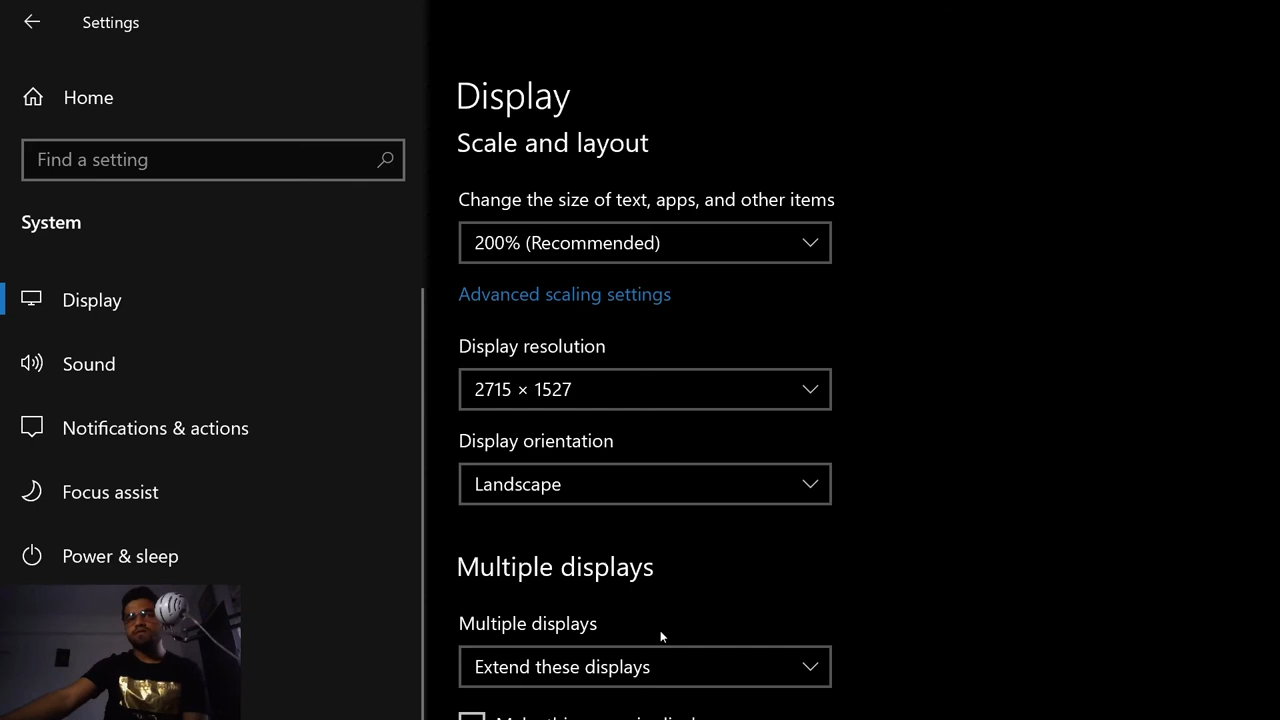 Settings
Home
Find a setting
System
Display
Sound
Notifications & actions
Focus assist
Power & sleep
Display
Scale and layout
Change the size of text, apps, and other items
200% (Recommended)
Advanced scaling settings
Display resolution
2715 × 1527
Display orientation
Landscape
Multiple displays
Multiple displays
Extend these displays